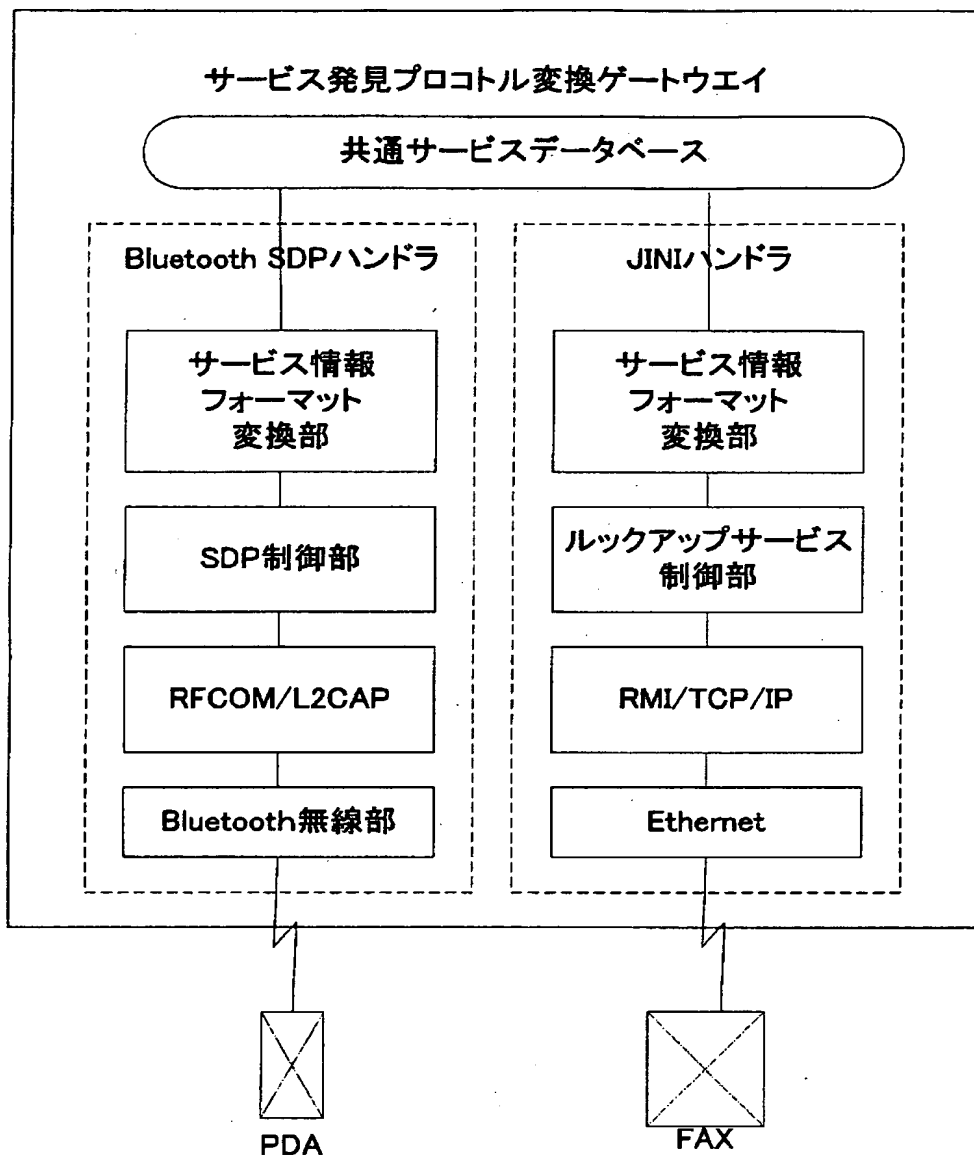 サービス発見プロコトル変換ゲートウエイ
共通サービスデータベース
Bluetooth SDPハンドラ
サービス情報
フォーマット
変換部
SDP制御部
RFCOM/L2CAP
Bluetooth無線部
JINIハンドラ
サービス情報
フォーマット
変換部
ルックアップサービス
制御部
RMI/TCP/IP
Ethernet
PDA
FAX